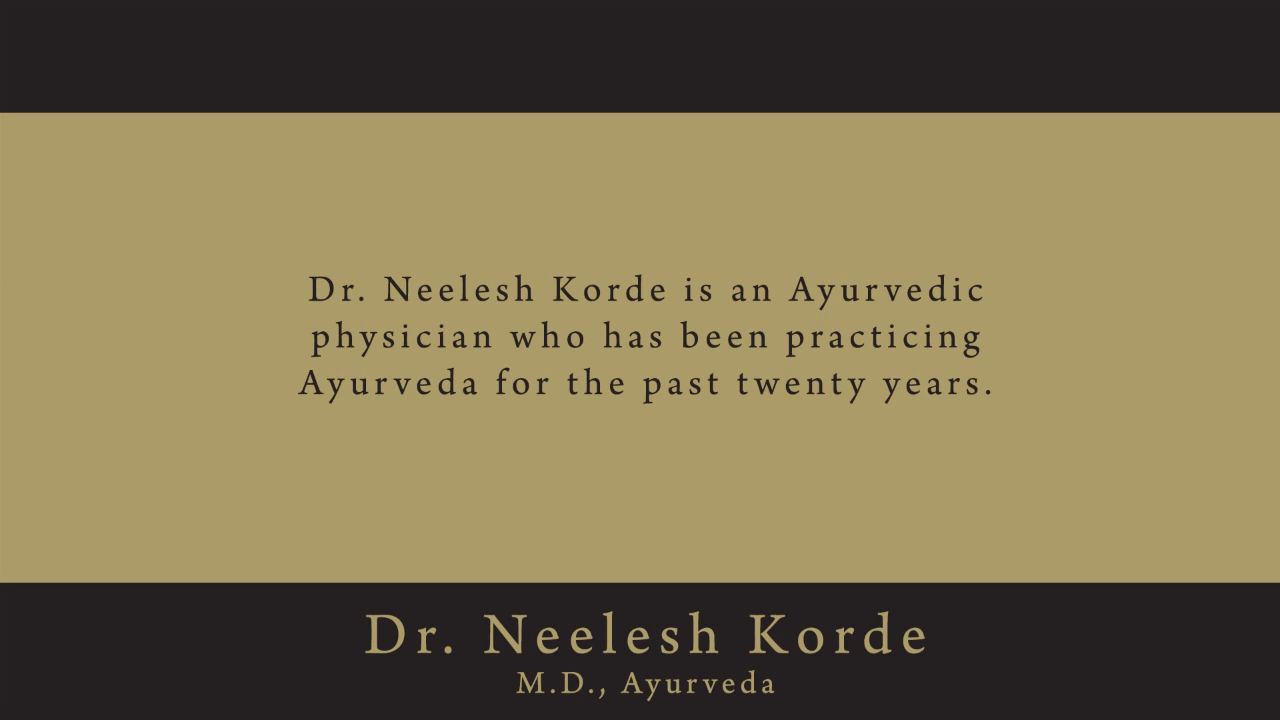 Dr. Neelesh Korde is an Ayurvedic
physician who has been practicing
Ayurveda for the past twenty years.
Dr. Neelesh Korde
M.D., Ayurveda